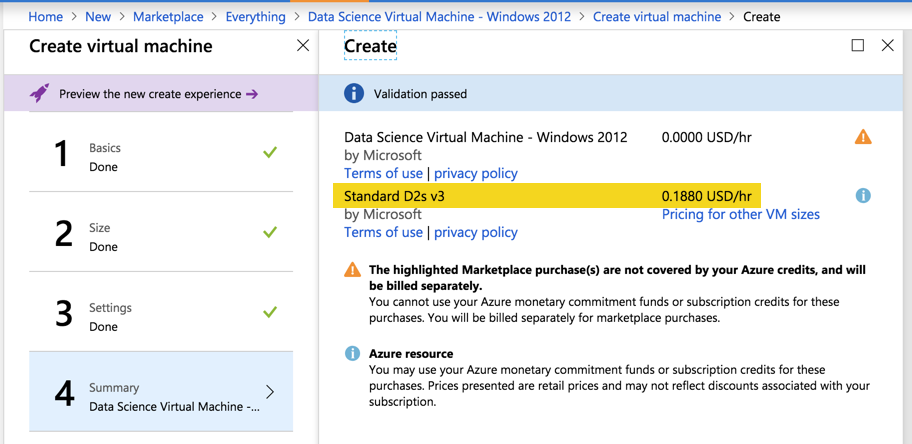 Home > New > Marketplace > Everything > Data Science Virtual Machine - Windows 2012 > Create virtual machine > Create
Create virtual machine
Preview the new create experience →
1
Basics
Done
2
Size
Done
3
Settings
Done
4
Summary
Data Science Virtual Machine -...
Create
Validation passed
Data Science Virtual Machine - Windows 2012 0.0000 USD/hr
by Microsoft
Terms of use | privacy policy
Standard D2s v3 0.1880 USD/hr
by Microsoft Pricing for other VM sizes
Terms of use | privacy policy
The highlighted Marketplace purchase(s) are not covered by your Azure credits, and will
be billed separately.
You cannot use your Azure monetary commitment funds or subscription credits for these
purchases. You will be billed separately for marketplace purchases.
Azure resource
You may use your Azure monetary commitment funds or subscription credits for these
purchases. Prices presented are retail prices and may not reflect discounts associated with your
subscription.